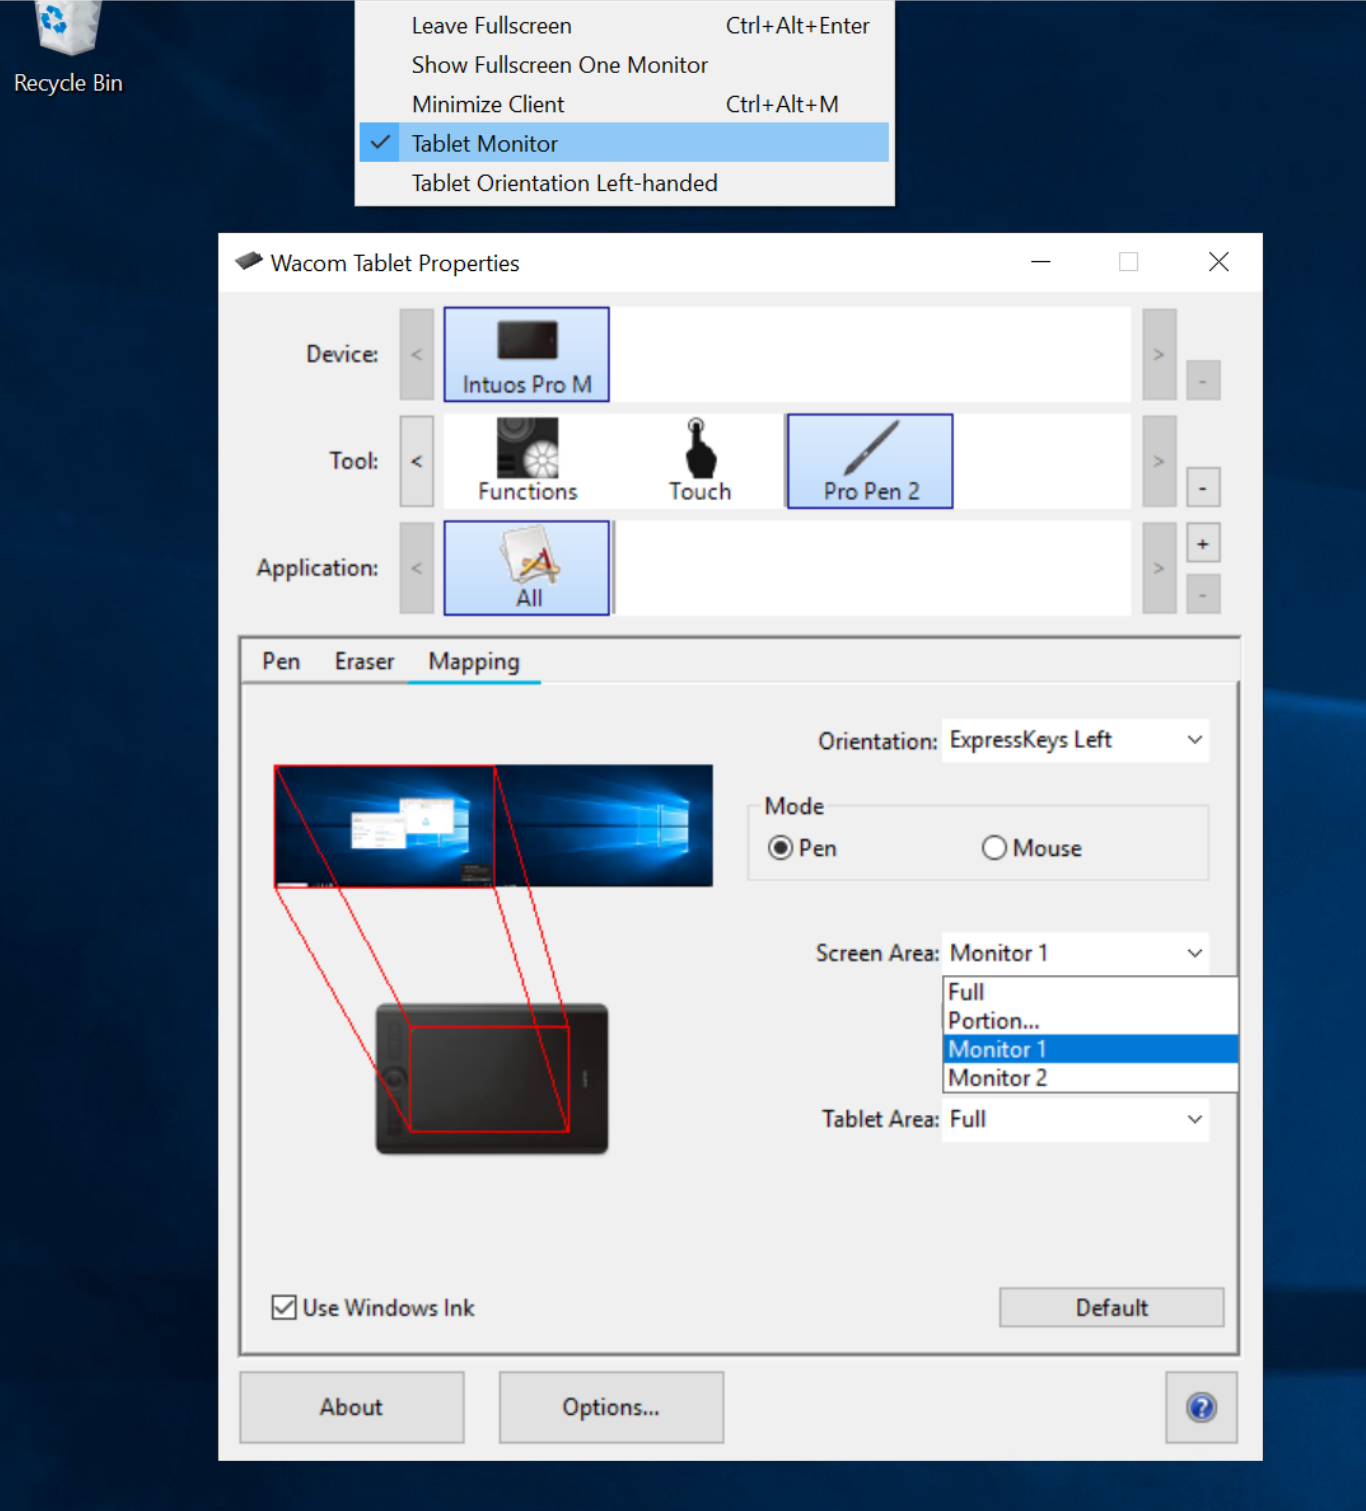 Recycle Bin
Leave Fullscreen Ctrl+Alt+Enter
Show Fullscreen One Monitor
Minimize Client Ctrl+Alt+M
Tablet Monitor
Tablet Orientation Left-handed
Wacom Tablet Properties
Device: < Intuos Pro M > -
Tool: < Functions Touch Pro Pen 2 > -
Application: < All > + -
Pen Eraser Mapping
Orientation: ExpressKeys Left
Mode
Pen Mouse
Screen Area: Monitor 1
Full
Portion...
Monitor 1
Monitor 2
Tablet Area: Full
Use Windows Ink Default
About Options... ?